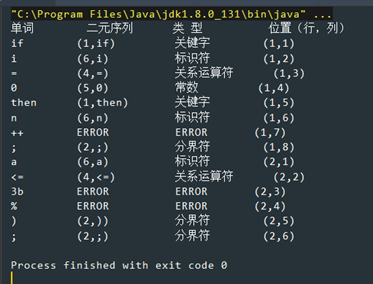 "C:\Program Files\Java\jdk1.8.0_131\bin\java" ...
单词 二元序列 类 型 位置（行，列）
if (1,if) 关键字 (1,1)
i (6,i) 标识符 (1,2)
= (4,=) 关系运算符 (1,3)
0 (5,0) 常数 (1,4)
then (1,then) 关键字 (1,5)
n (6,n) 标识符 (1,6)
++ ERROR ERROR (1,7)
; (2,;) 分界符 (1,8)
a (6,a) 标识符 (2,1)
<= (4,<=) 关系运算符 (2,2)
3b ERROR ERROR (2,3)
% ERROR ERROR (2,4)
) (2,)) 分界符 (2,5)
; (2,;) 分界符 (2,6)
Process finished with exit code 0